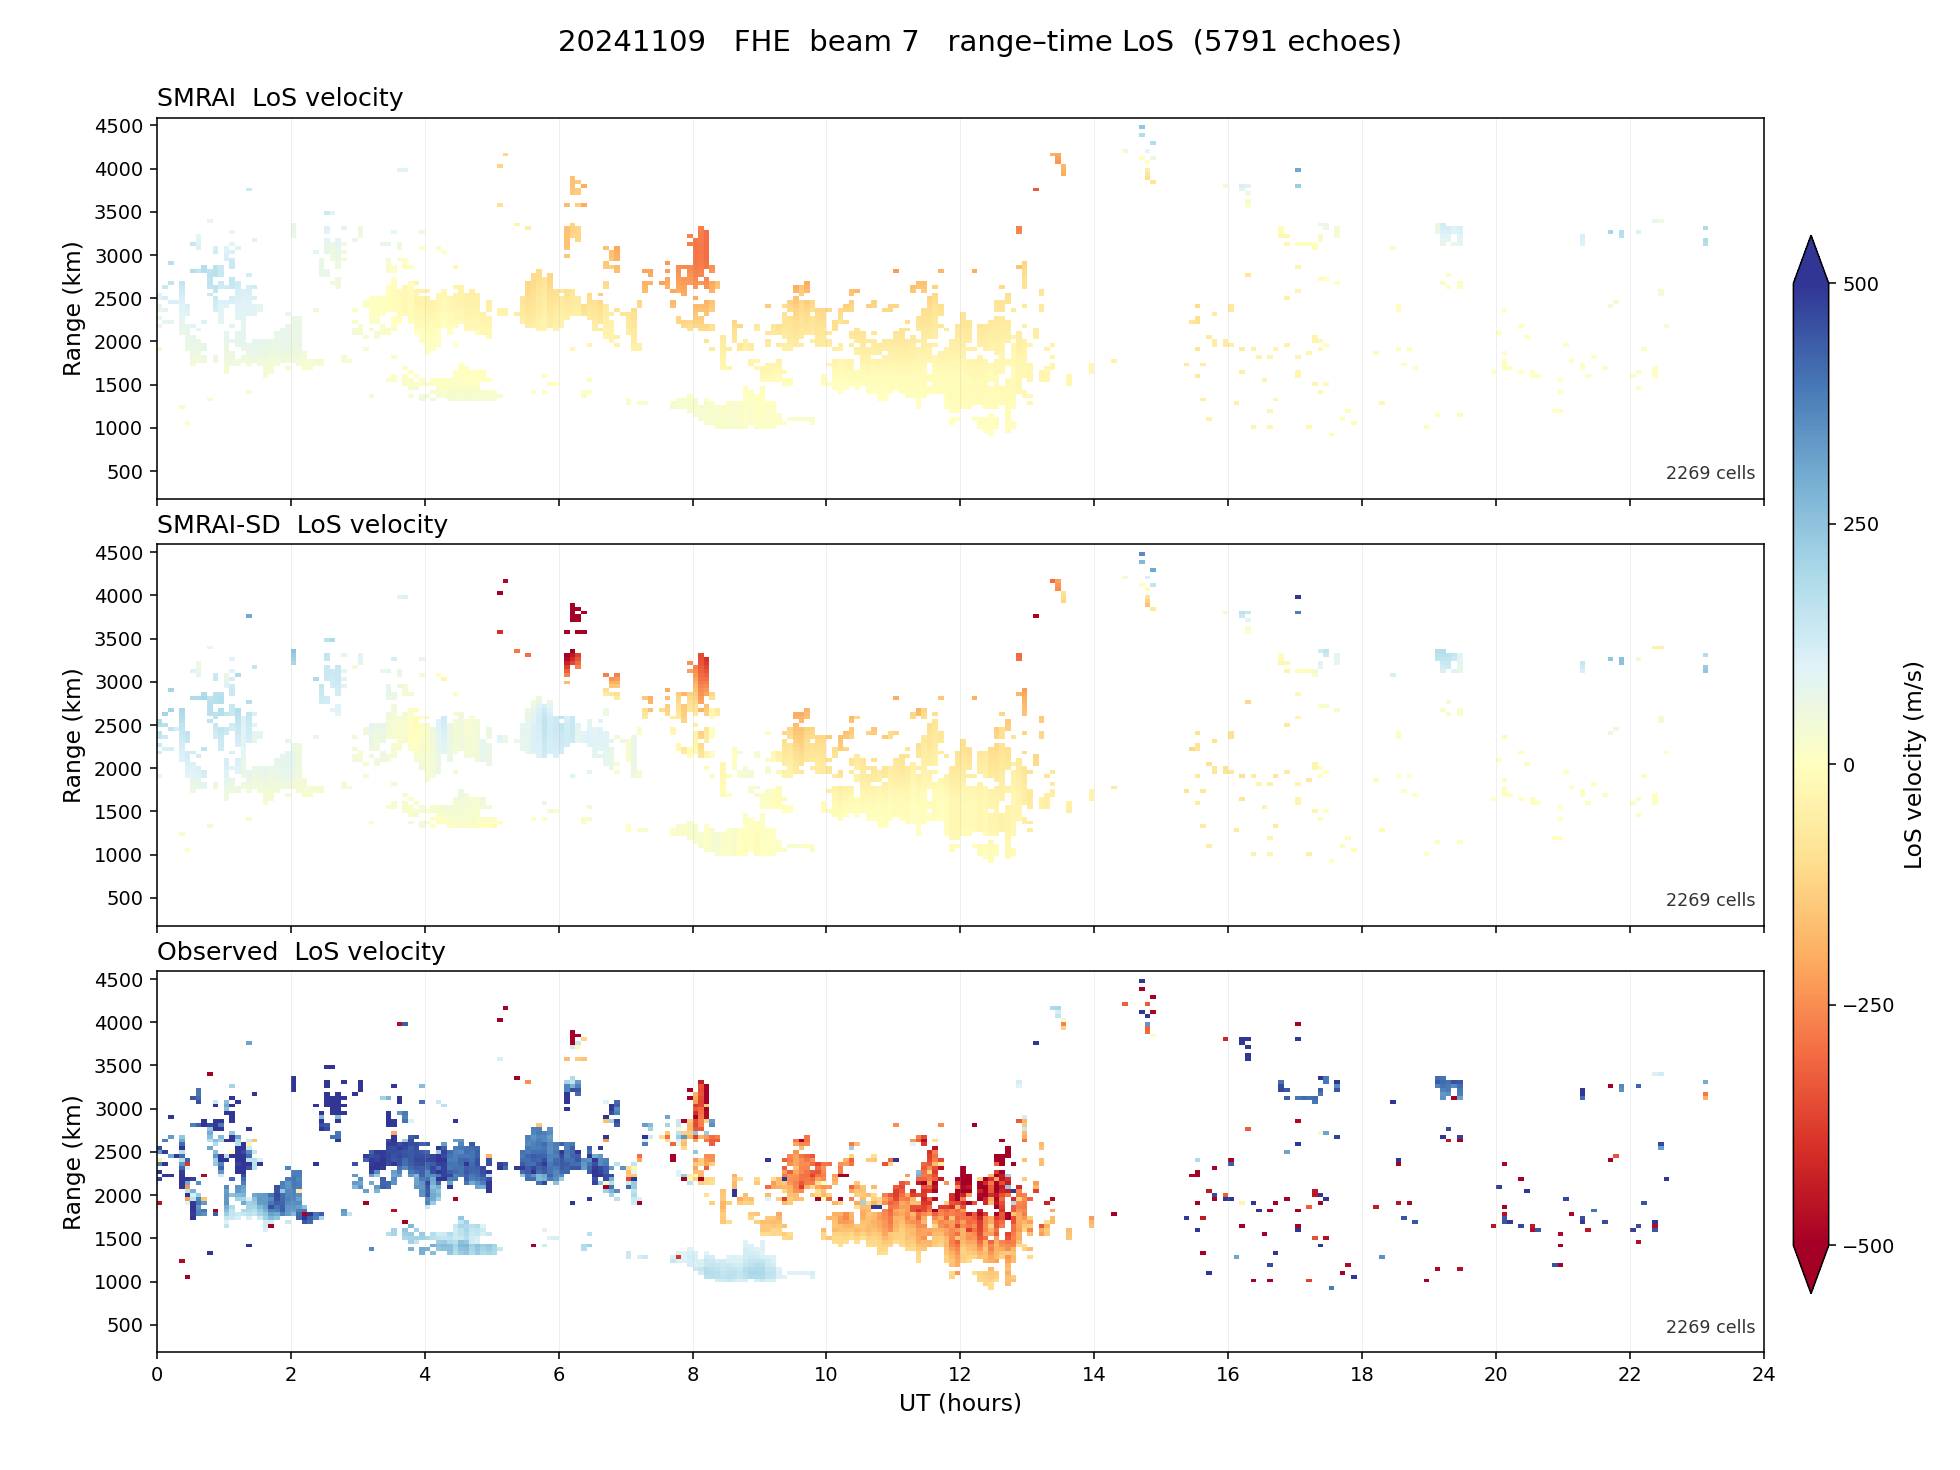 20241109   FHE  beam 7   range–time LoS  (5791 echoes)
SMRAI  LoS velocity
4500
4000
3500
3000
2500
2000
1500
1000
500
Range (km)
2269 cells
SMRAI-SD  LoS velocity
4500
4000
3500
3000
2500
2000
1500
1000
500
Range (km)
2269 cells
Observed  LoS velocity
4500
4000
3500
3000
2500
2000
1500
1000
500
Range (km)
2269 cells
0 2 4 6 8 10 12 14 16 18 20 22 24
UT (hours)
500
250
0
−250
−500
LoS velocity (m/s)